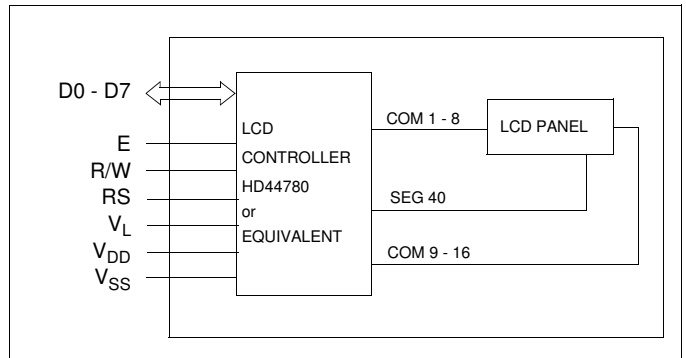 D0 - D7
E
R/W
RS
VL
VDD
VSS
LCD
CONTROLLER
HD44780
or
EQUIVALENT
COM 1 - 8
SEG 40
COM 9 - 16
LCD PANEL